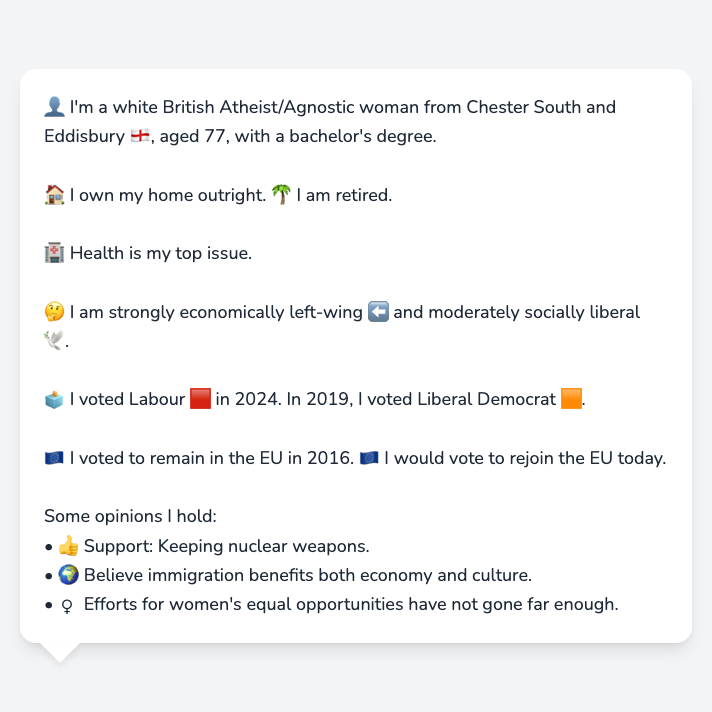 👤 I'm a white British Atheist/Agnostic woman from Chester South and
Eddisbury 🏴󠁧󠁢󠁥󠁮󠁧󠁿, aged 77, with a bachelor's degree.
🏠 I own my home outright. 🌴 I am retired.
🏥 Health is my top issue.
🤔 I am strongly economically left-wing ⬅️ and moderately socially liberal
🕊️.
🗳️ I voted Labour 🟥 in 2024. In 2019, I voted Liberal Democrat 🟧.
🇪🇺 I voted to remain in the EU in 2016. 🇪🇺 I would vote to rejoin the EU today.
Some opinions I hold:
• 👍 Support: Keeping nuclear weapons.
• 🌍 Believe immigration benefits both economy and culture.
• ♀ Efforts for women's equal opportunities have not gone far enough.